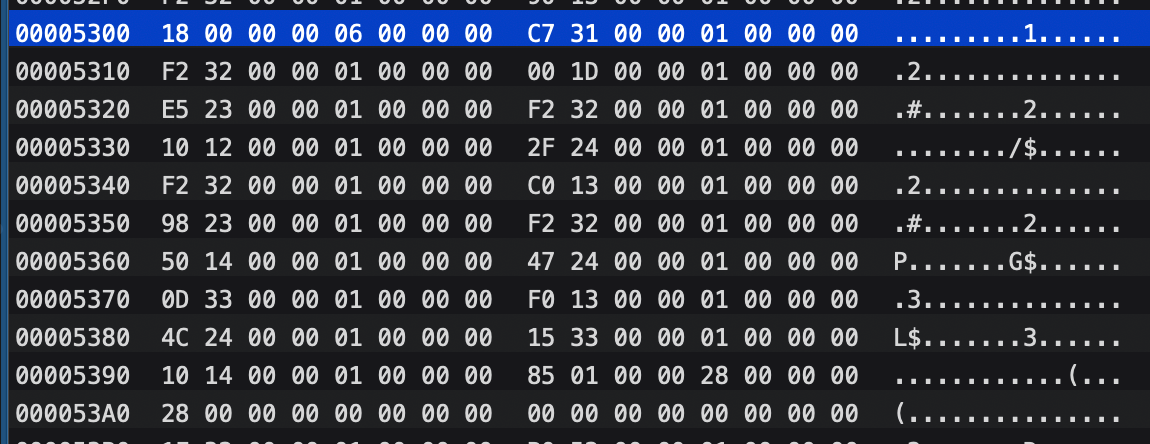 00005300 18 00 00 00 06 00 00 00 C7 31 00 00 01 00 00 00 .........1......
00005310 F2 32 00 00 01 00 00 00 00 1D 00 00 01 00 00 00 .2..............
00005320 E5 23 00 00 01 00 00 00 F2 32 00 00 01 00 00 00 .#.......2......
00005330 10 12 00 00 01 00 00 00 2F 24 00 00 01 00 00 00 ......../$......
00005340 F2 32 00 00 01 00 00 00 C0 13 00 00 01 00 00 00 .2..............
00005350 98 23 00 00 01 00 00 00 F2 32 00 00 01 00 00 00 .#.......2......
00005360 50 14 00 00 01 00 00 00 47 24 00 00 01 00 00 00 P.......G$......
00005370 0D 33 00 00 01 00 00 00 F0 13 00 00 01 00 00 00 .3..............
00005380 4C 24 00 00 01 00 00 00 15 33 00 00 01 00 00 00 L$.......3......
00005390 10 14 00 00 01 00 00 00 85 01 00 00 28 00 00 00 ............(...
000053A0 28 00 00 00 00 00 00 00 00 00 00 00 00 00 00 00 (...............